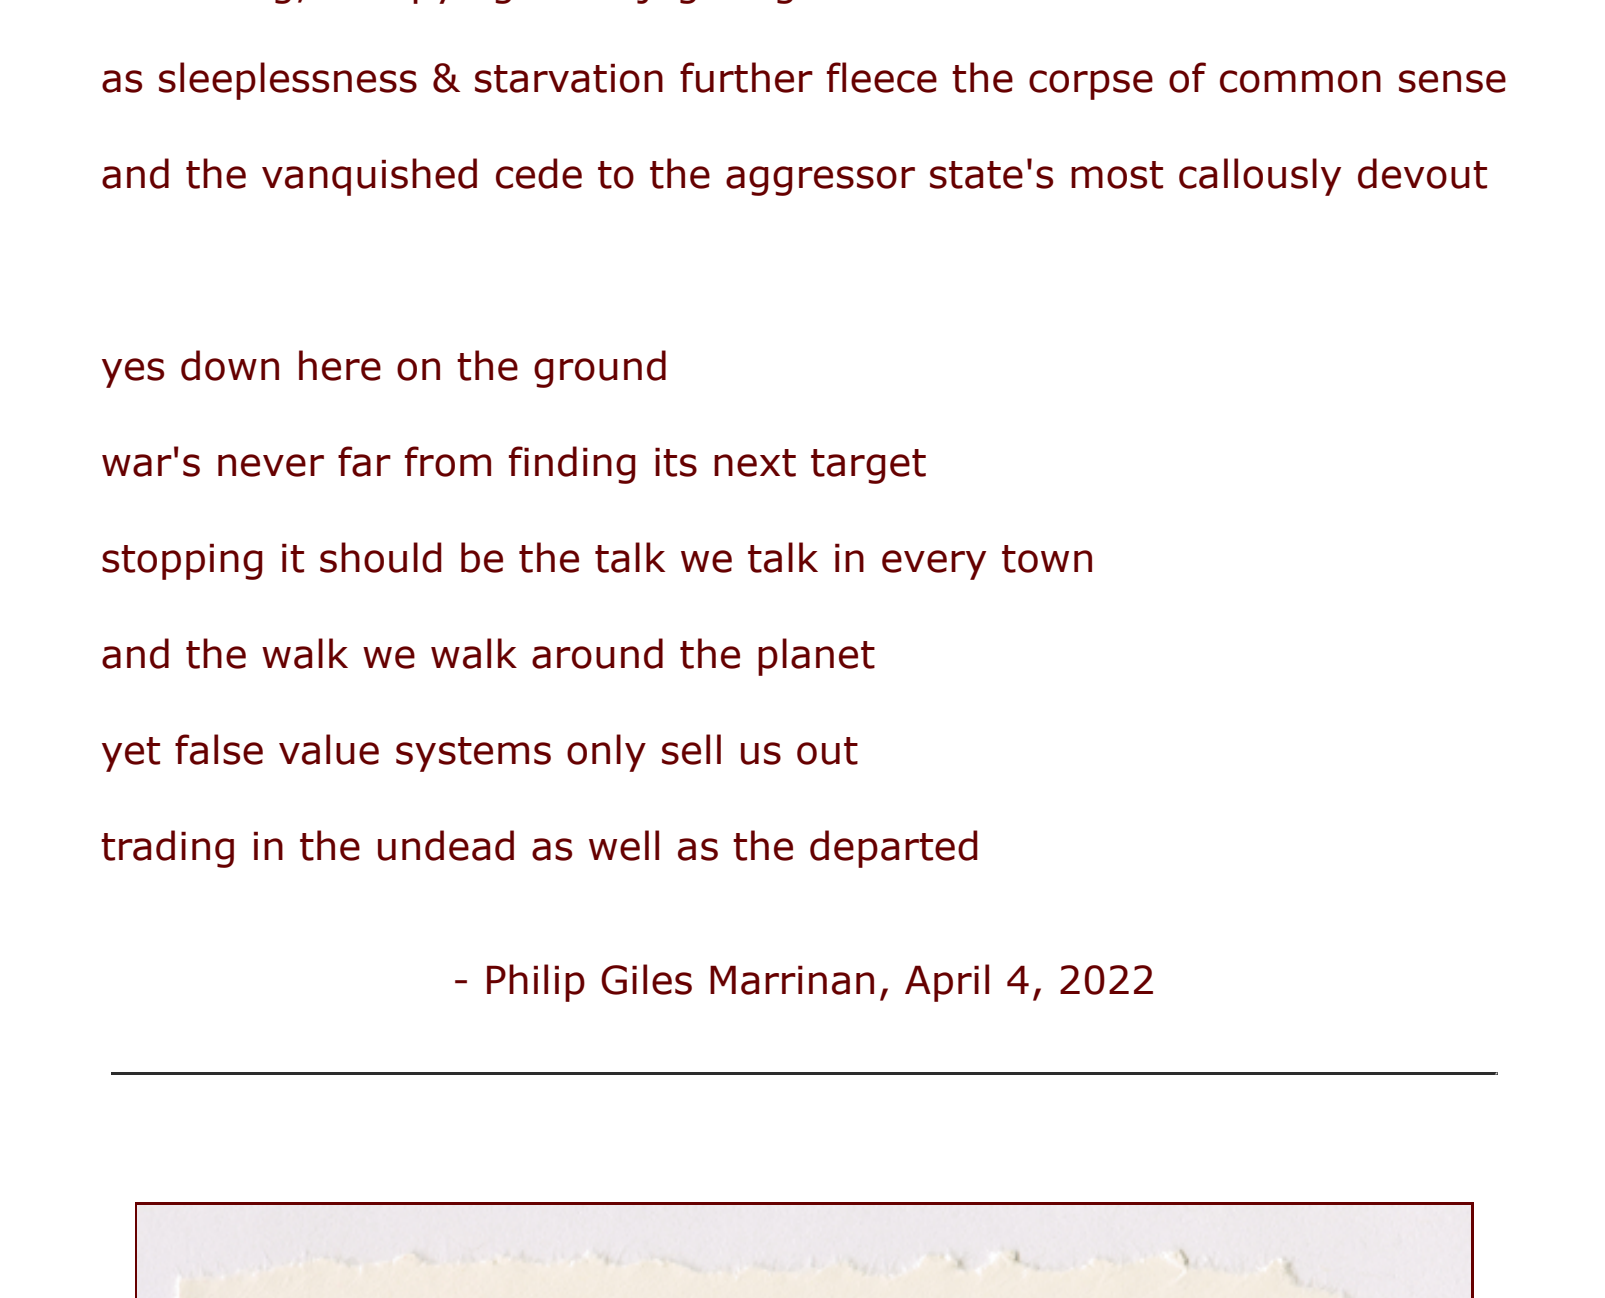 as sleeplessness & starvation further fleece the corpse of common sense
and the vanquished cede to the aggressor state's most callously devout
yes down here on the ground
war's never far from finding its next target
stopping it should be the talk we talk in every town
and the walk we walk around the planet
yet false value systems only sell us out
trading in the undead as well as the departed
- Philip Giles Marrinan, April 4, 2022